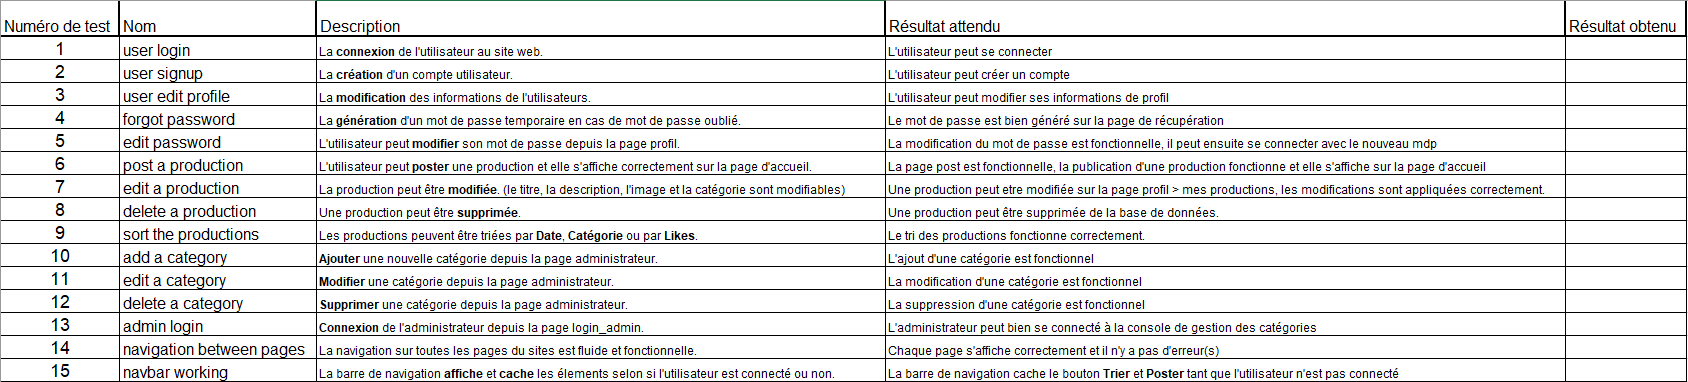 Numéro de test Nom Description Résultat attendu Résultat obtenu
1 user login La connexion de l'utilisateur au site web. L'utilisateur peut se connecter
2 user signup La création d'un compte utilisateur. L'utilisateur peut créer un compte
3 user edit profile La modification des informations de l'utilisateurs. L'utilisateur peut modifier ses informations de profil
4 forgot password La génération d'un mot de passe temporaire en cas de mot de passe oublié. Le mot de passe est bien généré sur la page de récupération
5 edit password L'utilisateur peut modifier son mot de passe depuis la page profil. La modification du mot de passe est fonctionnelle, il peut ensuite se connecter avec le nouveau mdp
6 post a production L'utilisateur peut poster une production et elle s'affiche correctement sur la page d'accueil. La page post est fonctionnelle, la publication d'une production fonctionne et elle s'affiche sur la page d'accueil
7 edit a production La production peut être modifiée. (le titre, la description, l'image et la catégorie sont modifiables) Une production peut etre modifiée sur la page profil > mes productions, les modifications sont appliquées correctement.
8 delete a production Une production peut être supprimée. Une production peut être supprimée de la base de données.
9 sort the productions Les productions peuvent être triées par Date, Catégorie ou par Likes. Le tri des productions fonctionne correctement.
10 add a category Ajouter une nouvelle catégorie depuis la page administrateur. L'ajout d'une catégorie est fonctionnel
11 edit a category Modifier une catégorie depuis la page administrateur. La modification d'une catégorie est fonctionnel
12 delete a category Supprimer une catégorie depuis la page administrateur. La suppression d'une catégorie est fonctionnel
13 admin login Connexion de l'administrateur depuis la page login_admin. L'administrateur peut bien se connecté à la console de gestion des catégories
14 navigation between pages La navigation sur toutes les pages du sites est fluide et fonctionnelle. Chaque page s'affiche correctement et il n'y a pas d'erreur(s)
15 navbar working La barre de navigation affiche et cache les élements selon si l'utilisateur est connecté ou non. La barre de navigation cache le bouton Trier et Poster tant que l'utilisateur n'est pas connecté